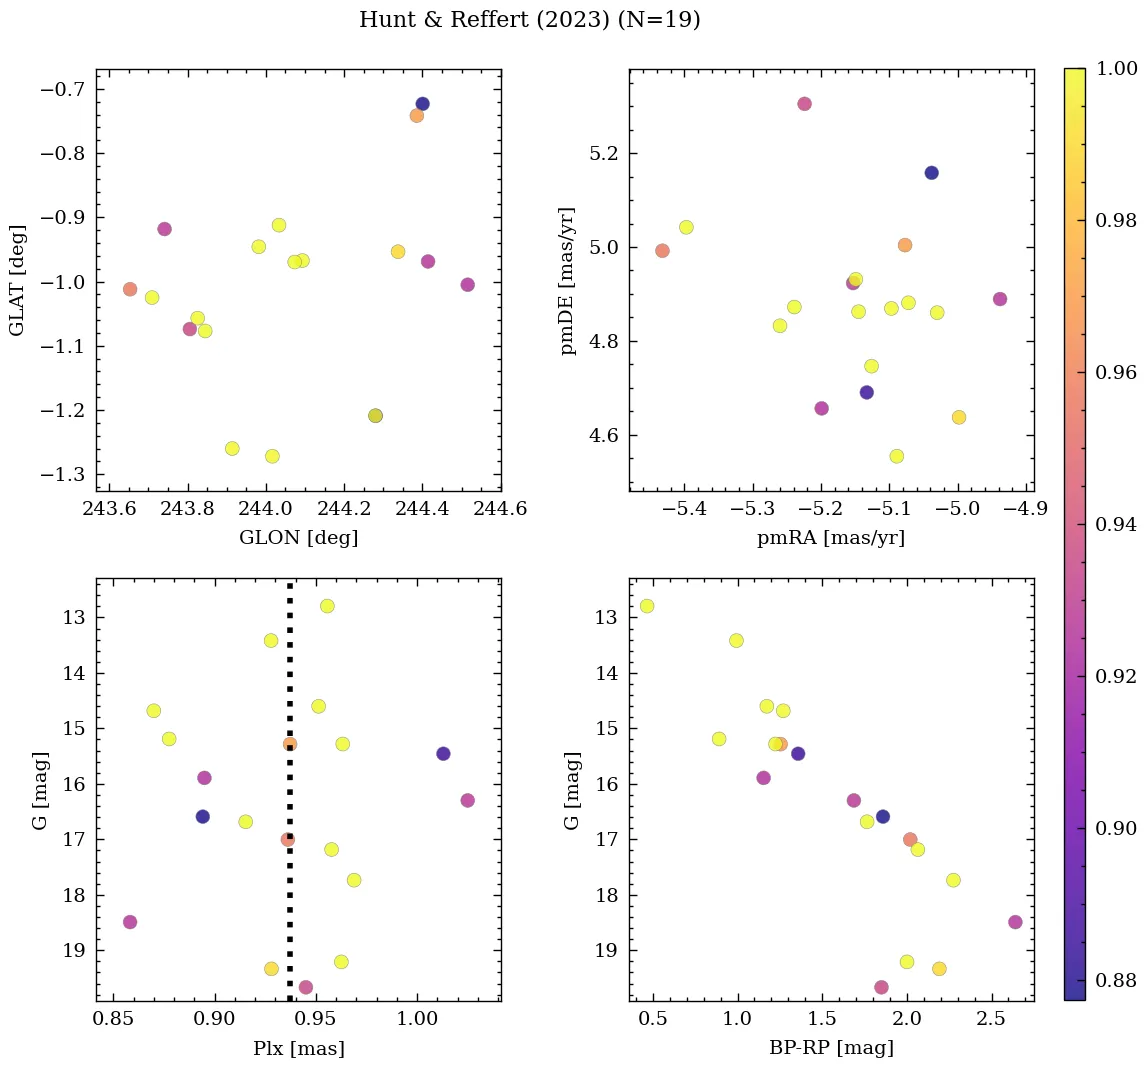 Hunt & Reffert (2023) (N=19)
−0.7
−0.8
−0.9
−1.0
−1.1
−1.2
−1.3
GLAT [deg]
243.6 243.8 244.0 244.2 244.4 244.6
GLON [deg]
5.2
5.0
4.8
4.6
pmDE [mas/yr]
−5.4 −5.3 −5.2 −5.1 −5.0 −4.9
pmRA [mas/yr]
13
14
15
16
17
18
19
G [mag]
0.85 0.90 0.95 1.00
Plx [mas]
13
14
15
16
17
18
19
G [mag]
0.5 1.0 1.5 2.0 2.5
BP-RP [mag]
1.00
0.98
0.96
0.94
0.92
0.90
0.88